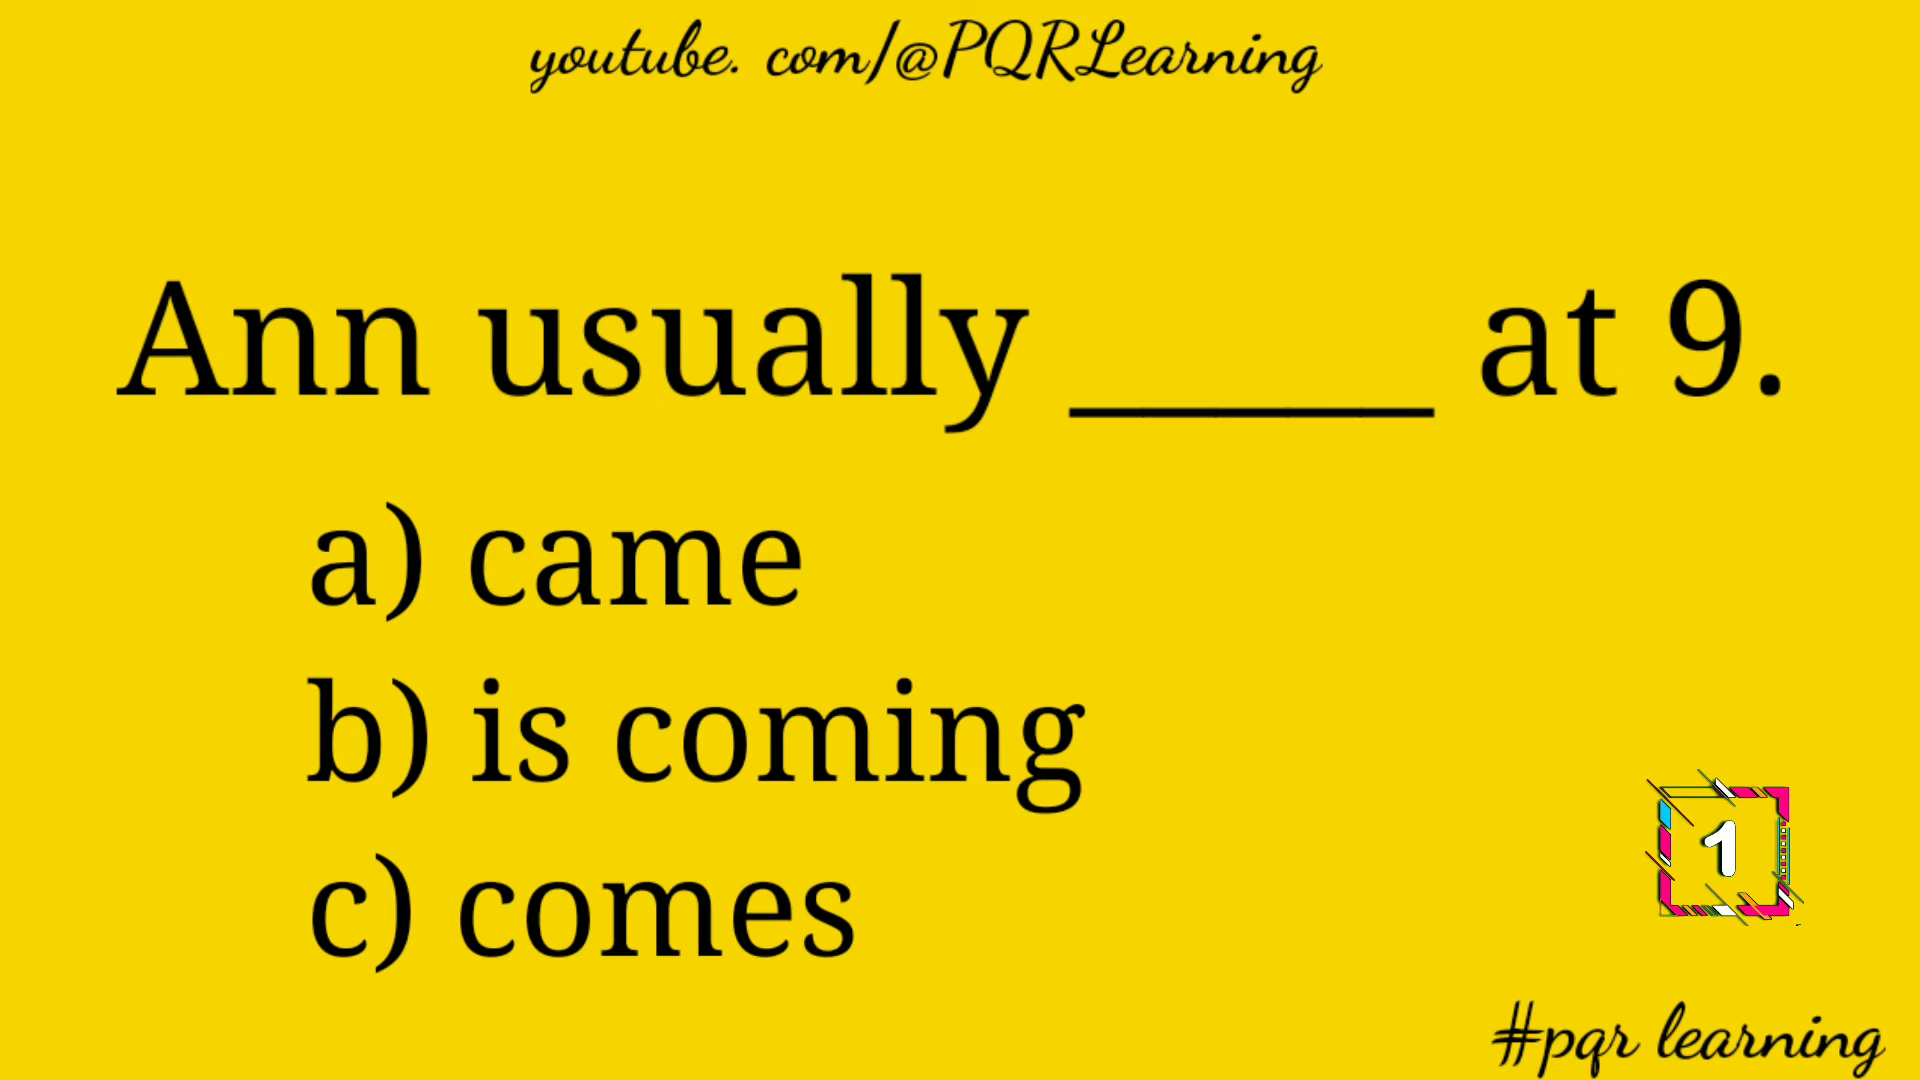 youtube. com/@PQRLearning
Ann usually _____ at 9.
a) came
b) is coming
c) comes
1
#pqr learning